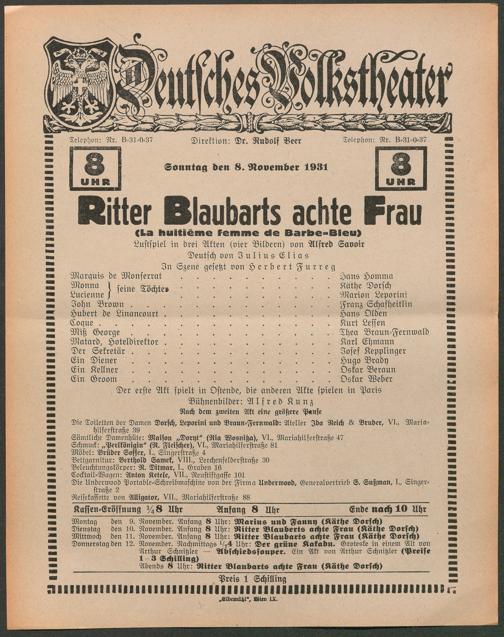 Deutsches Volkstheater
Telephon: Nr. B-31-0-37 Direktion: Dr. Rudolf Beer Telephon: Nr. B-31-0-37
8 UHR Sonntag den 8. November 1931 8 UHR
Ritter Blaubarts achte Frau
(La huitième femme de Barbe-Bleu)
Lustspiel in drei Akten (vier Bildern) von Alfred Savoir
Deutsch von Julius Elias
In Szene gesetzt von Herbert Furreg
Marquis de Monferrat Hans Homma
Monna } seine Töchter Käthe Dorsch
Lucienne } Marion Leporini
John Brown Franz Schafheitlin
Hubert de Linancourt Hans Olden
Coque Kurt Lessen
Miß George Thea Braun-Fernwald
Matard, Hoteldirektor Karl Ehmann
Der Sekretär Josef Kepplinger
Ein Diener Hugo Brady
Ein Kellner Oskar Beraun
Ein Groom Oskar Weber
Der erste Akt spielt in Ostende, die anderen Akte spielen in Paris
Bühnenbilder: Alfred Kunz
Nach dem zweiten Akt eine größere Pause
Die Toiletten der Damen Dorsch, Leporini und Braun-Fernwald: Atelier Ida Reich & Bruder, VI., Maria-
hilferstraße 39
Sämtliche Damenhüte: Maison „Doryt" (Ria Wosnitza), VI., Mariahilferstraße 47
Schmuck: „Perlkönigin" (R. Fleischer), VI., Mariahilferstraße 81
Möbel: Brüder Soffer, I., Singerstraße 4
Bettgarnitur: Berthold Samek, VIII., Lerchenfelderstraße 30
Beleuchtungskörper: R. Ditmar, I., Graben 16
Cocktail-Wagen: Anton Ketele, VII., Neustiftgasse 101
Die Underwood Portable-Schreibmaschine von der Firma Underwood, Generalvertrieb S. Sußman, I., Singer-
straße 2
Reisekassette von Alligator, VII., Mariahilferstraße 88
Kassen-Eröffnung ½8 Uhr Anfang 8 Uhr Ende nach 10 Uhr
Montag den 9. November. Anfang 8 Uhr: Marius und Fanny (Käthe Dorsch)
Dienstag den 10. November. Anfang 8 Uhr: Ritter Blaubarts achte Frau (Käthe Dorsch)
Mittwoch den 11. November. Anfang 8 Uhr: Ritter Blaubarts achte Frau (Käthe Dorsch)
Donnerstag den 12. November. Nachmittags ½4 Uhr: Der grüne Kakadu. Groteske in einem Akt von
Arthur Schnitzler — Abschiedssouper. Ein Akt von Arthur Schnitzler (Preise
1–3 Schilling)
Abends 8 Uhr: Ritter Blaubarts achte Frau (Käthe Dorsch)
Preis 1 Schilling
„Elbemühl", Wien IX.